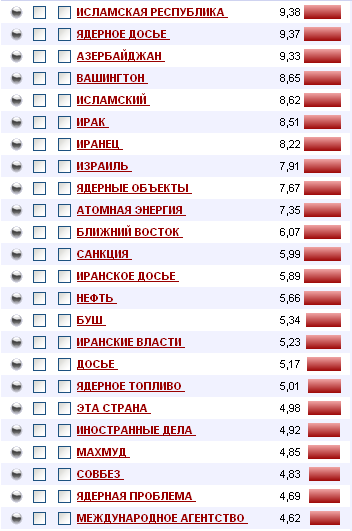 ИСЛАМСКАЯ РЕСПУБЛИКА 9,38
ЯДЕРНОЕ ДОСЬЕ 9,37
АЗЕРБАЙДЖАН 9,33
ВАШИНГТОН 8,65
ИСЛАМСКИЙ 8,62
ИРАК 8,51
ИРАНЕЦ 8,22
ИЗРАИЛЬ 7,91
ЯДЕРНЫЕ ОБЪЕКТЫ 7,67
АТОМНАЯ ЭНЕРГИЯ 7,35
БЛИЖНИЙ ВОСТОК 6,07
САНКЦИЯ 5,99
ИРАНСКОЕ ДОСЬЕ 5,89
НЕФТЬ 5,66
БУШ 5,34
ИРАНСКИЕ ВЛАСТИ 5,23
ДОСЬЕ 5,17
ЯДЕРНОЕ ТОПЛИВО 5,01
ЭТА СТРАНА 4,98
ИНОСТРАННЫЕ ДЕЛА 4,92
МАХМУД 4,85
СОВБЕЗ 4,83
ЯДЕРНАЯ ПРОБЛЕМА 4,69
МЕЖДУНАРОДНОЕ АГЕНТСТВО 4,62